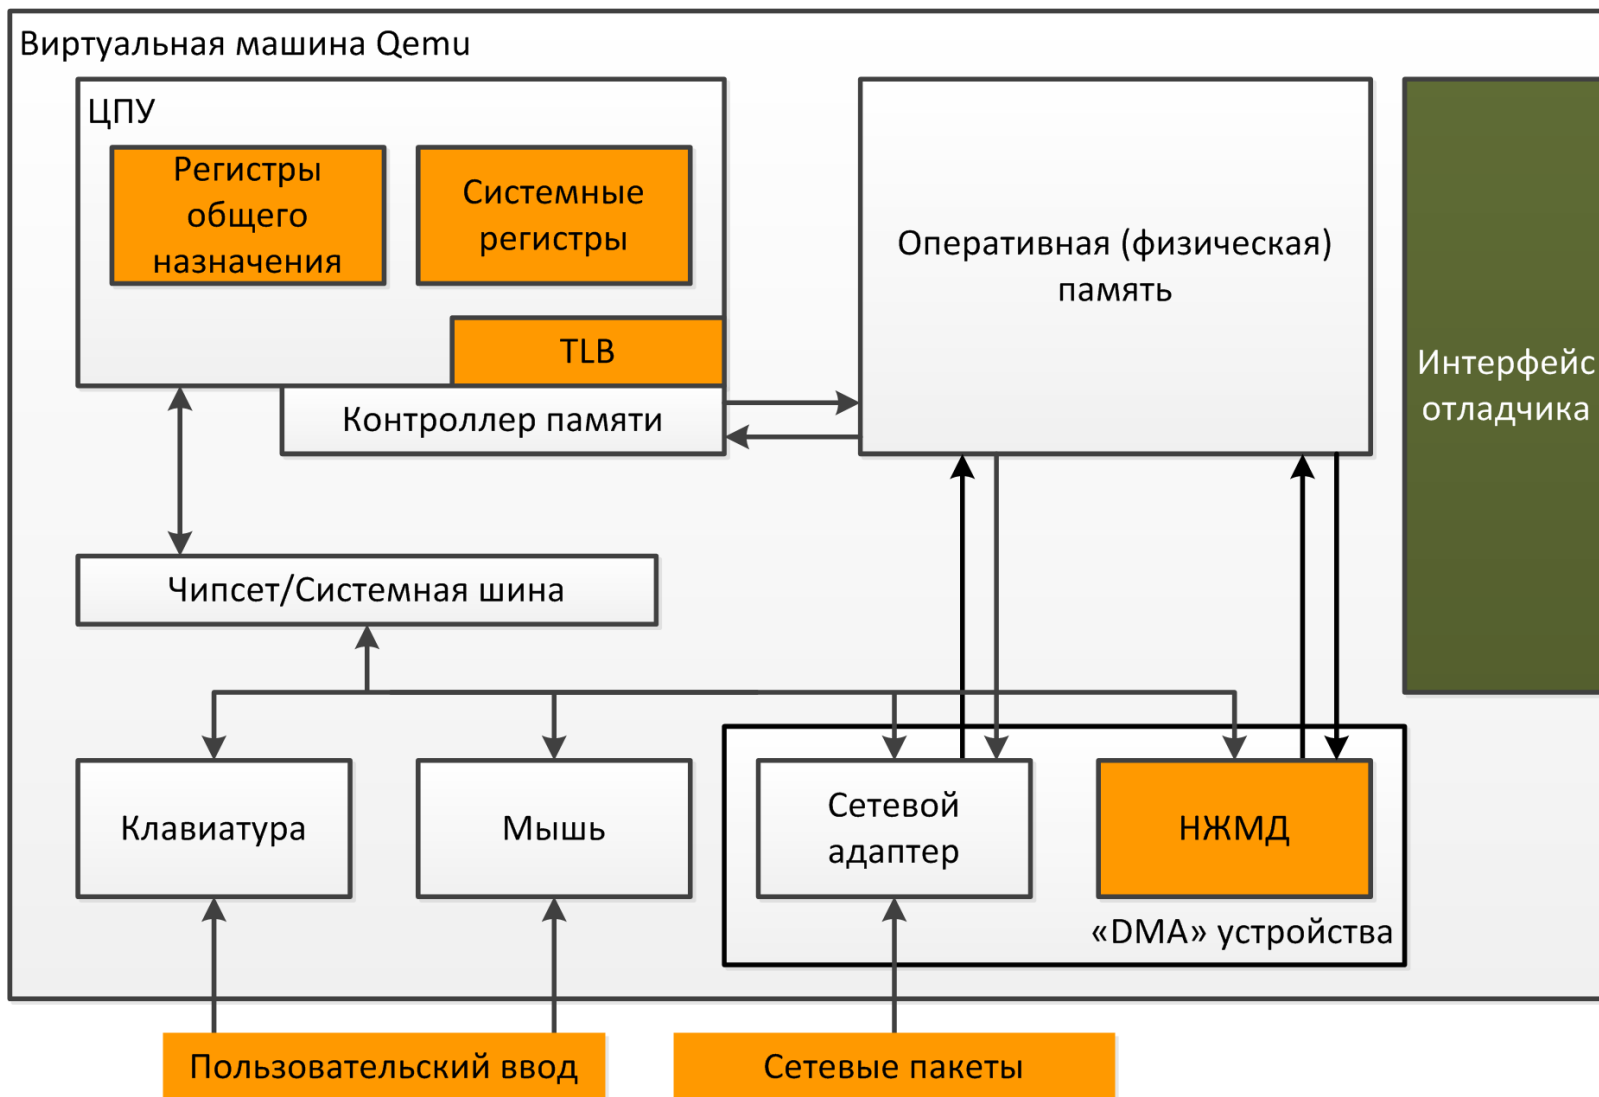 Виртуальная машина Qemu
ЦПУ
Регистры
общего
назначения
Системные
регистры
TLB
Контроллер памяти
Оперативная (физическая)
память
Интерфейс
отладчика
Чипсет/Системная шина
Клавиатура
Мышь
Сетевой
адаптер
НЖМД
«DMA» устройства
Пользовательский ввод
Сетевые пакеты